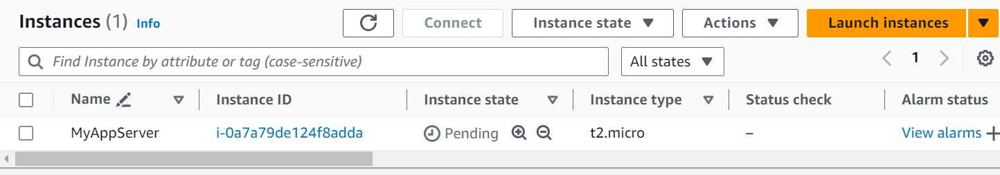 Instances (1) Info Connect Instance state Actions Launch instances
Find Instance by attribute or tag (case-sensitive) All states 1
Name Instance ID Instance state Instance type Status check Alarm status
MyAppServer i-0a7a79de124f8adda Pending t2.micro – View alarms